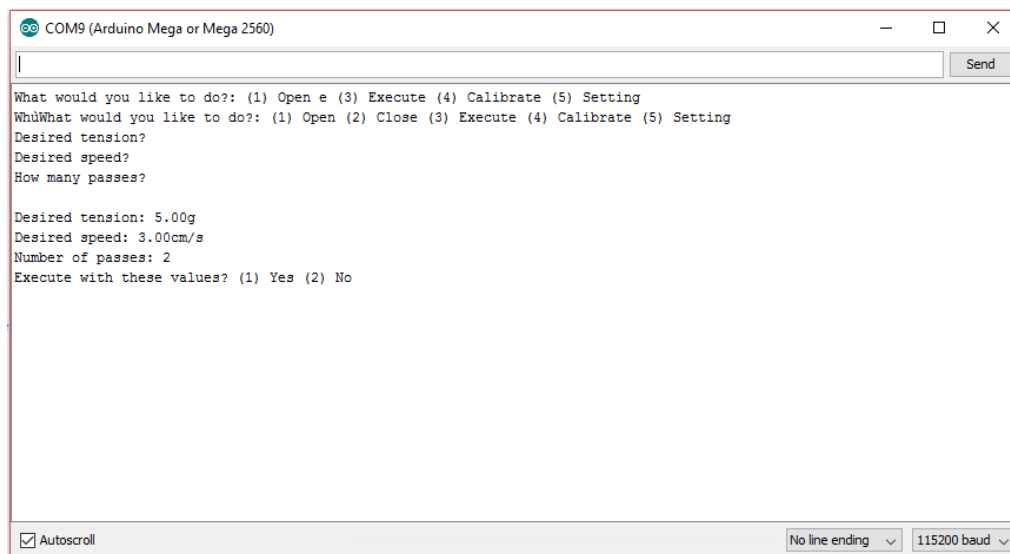 COM9 (Arduino Mega or Mega 2560)
Send
What would you like to do?: (1) Open e (3) Execute (4) Calibrate (5) Setting
WhùWhat would you like to do?: (1) Open (2) Close (3) Execute (4) Calibrate (5) Setting
Desired tension?
Desired speed?
How many passes?
Desired tension: 5.00g
Desired speed: 3.00cm/s
Number of passes: 2
Execute with these values? (1) Yes (2) No
Autoscroll
No line ending
115200 baud